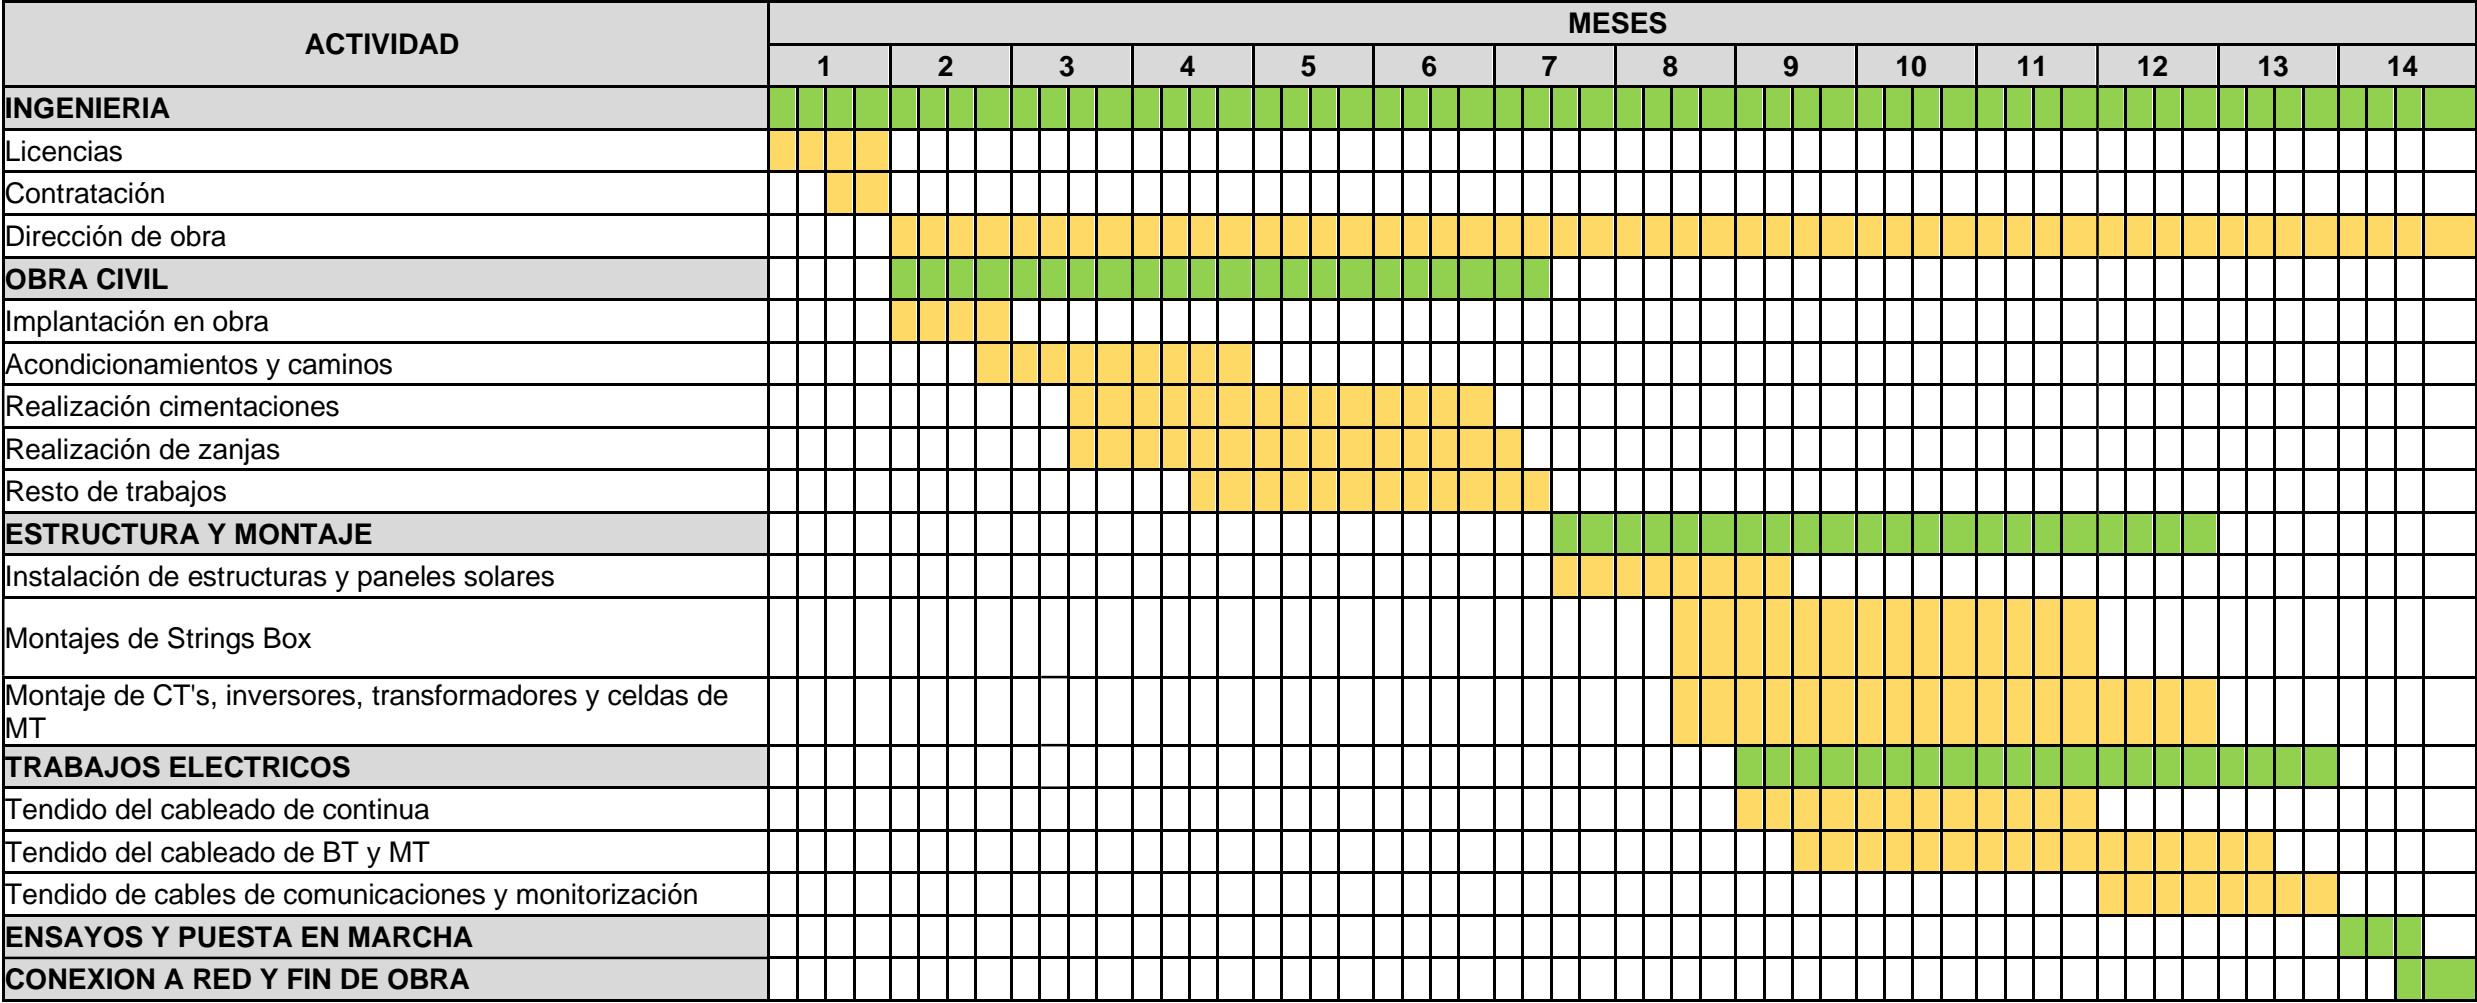 ACTIVIDAD
MESES
1 2 3 4 5 6 7 8 9 10 11 12 13 14
INGENIERIA
Licencias
Contratación
Dirección de obra
OBRA CIVIL
Implantación en obra
Acondicionamientos y caminos
Realización cimentaciones
Realización de zanjas
Resto de trabajos
ESTRUCTURA Y MONTAJE
Instalación de estructuras y paneles solares
Montajes de Strings Box
Montaje de CT's, inversores, transformadores y celdas de
MT
TRABAJOS ELECTRICOS
Tendido del cableado de continua
Tendido del cableado de BT y MT
Tendido de cables de comunicaciones y monitorización
ENSAYOS Y PUESTA EN MARCHA
CONEXION A RED Y FIN DE OBRA